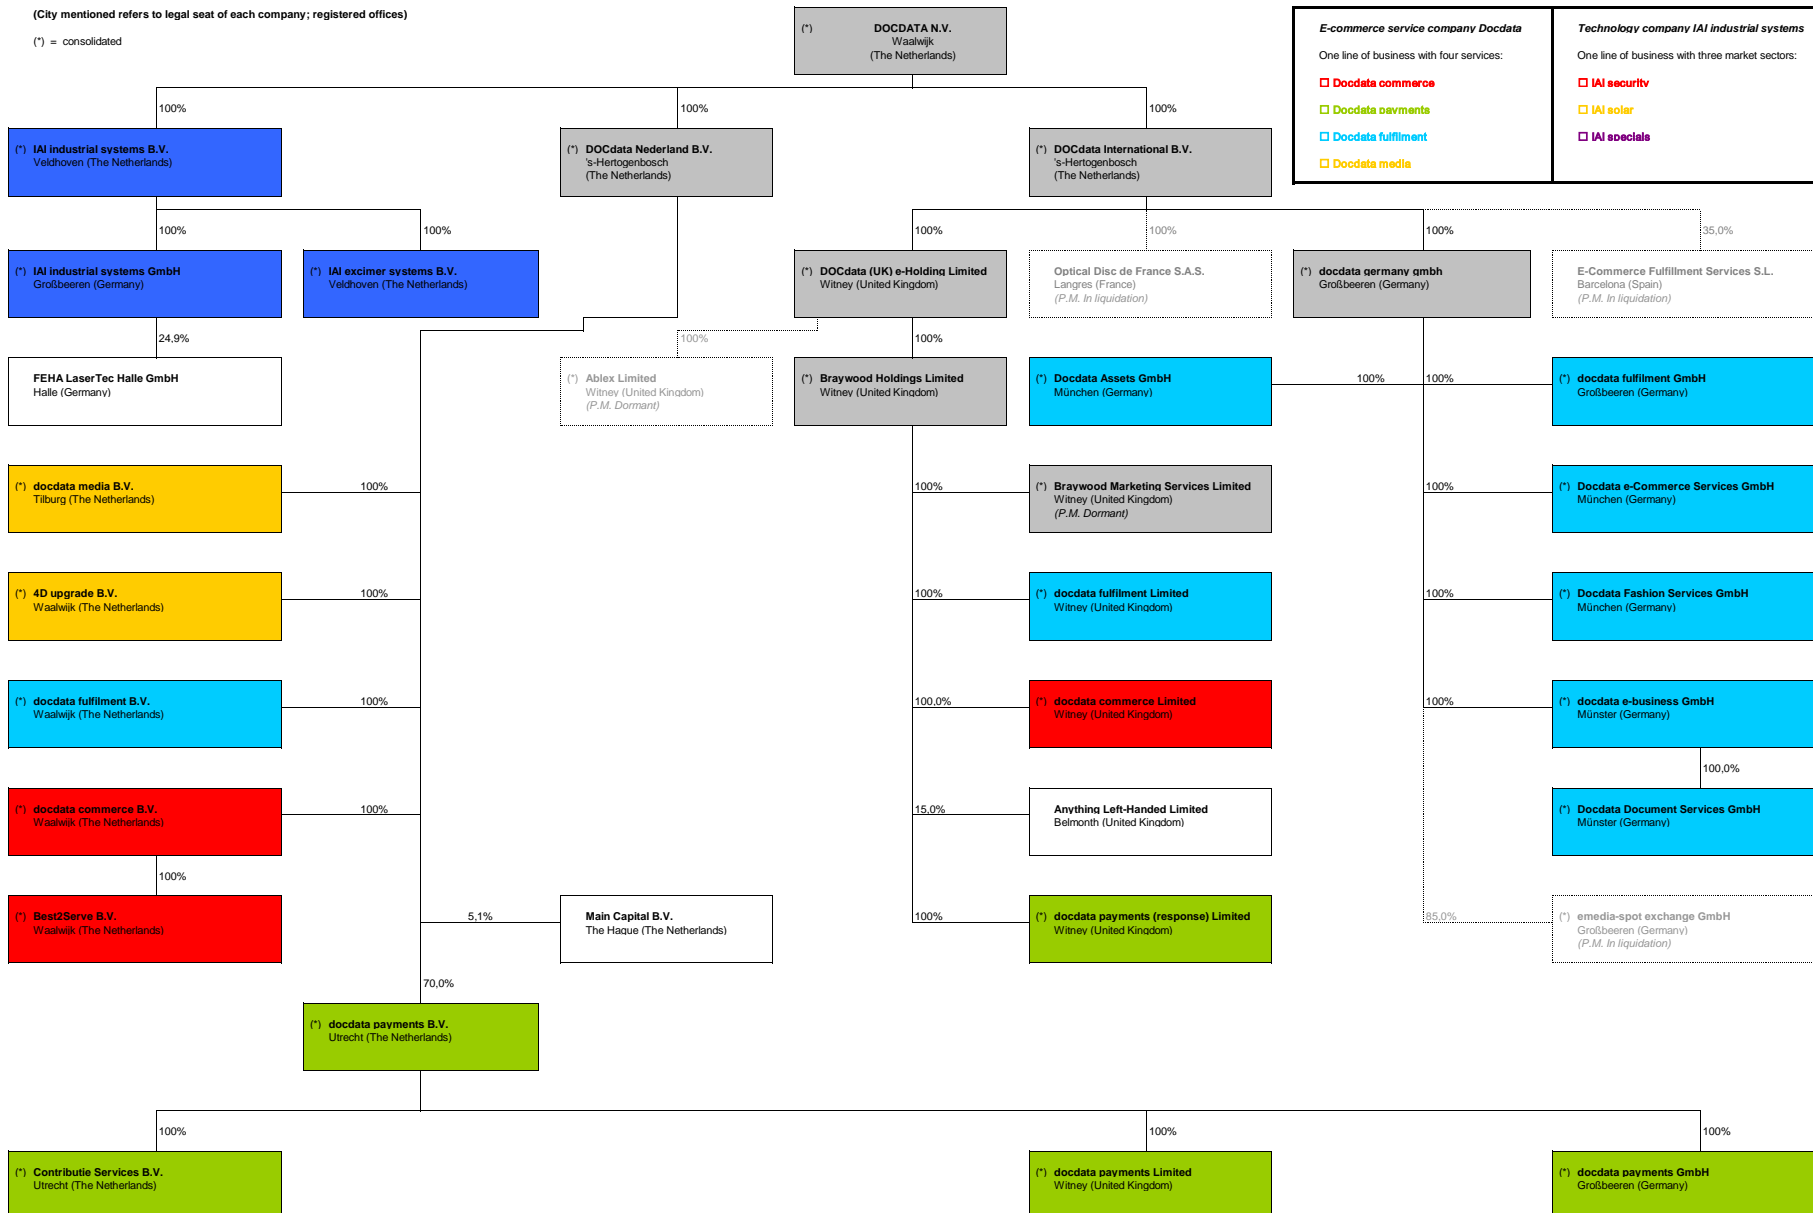 (City mentioned refers to legal seat of each company; registered offices)
(*) = consolidated
(*) DOCDATA N.V.
Waalwijk
(The Netherlands)
E-commerce service company Docdata
One line of business with four services:
Docdata commerce
Docdata payments
Docdata fulfilment
Docdata media
Technology company IAI industrial systems
One line of business with three market sectors:
IAI security
IAI solar
IAI specials
100%
100%
100%
(*) IAI industrial systems B.V.
Veldhoven (The Netherlands)
(*) DOCdata Nederland B.V.
's-Hertogenbosch
(The Netherlands)
(*) DOCdata International B.V.
's-Hertogenbosch
(The Netherlands)
100%
100%
100%
100%
100%
35,0%
(*) IAI industrial systems GmbH
Großbeeren (Germany)
(*) IAI excimer systems B.V.
Veldhoven (The Netherlands)
(*) DOCdata (UK) e-Holding Limited
Witney (United Kingdom)
Optical Disc de France S.A.S.
Langres (France)
(P.M. In liquidation)
(*) docdata germany gmbh
Großbeeren (Germany)
E-Commerce Fulfillment Services S.L.
Barcelona (Spain)
(P.M. In liquidation)
24,9%
100%
100%
FEHA LaserTec Halle GmbH
Halle (Germany)
(*) Ablex Limited
Witney (United Kingdom)
(P.M. Dormant)
(*) Braywood Holdings Limited
Witney (United Kingdom)
(*) Docdata Assets GmbH
München (Germany)
100%
100%
(*) docdata fulfilment GmbH
Großbeeren (Germany)
(*) docdata media B.V.
Tilburg (The Netherlands)
100%
100%
(*) Braywood Marketing Services Limited
Witney (United Kingdom)
(P.M. Dormant)
100%
(*) Docdata e-Commerce Services GmbH
München (Germany)
(*) 4D upgrade B.V.
Waalwijk (The Netherlands)
100%
100%
(*) docdata fulfilment Limited
Witney (United Kingdom)
100%
(*) Docdata Fashion Services GmbH
München (Germany)
(*) docdata fulfilment B.V.
Waalwijk (The Netherlands)
100%
100,0%
(*) docdata commerce Limited
Witney (United Kingdom)
100%
(*) docdata e-business GmbH
Münster (Germany)
100,0%
(*) docdata commerce B.V.
Waalwijk (The Netherlands)
100%
15,0%
Anything Left-Handed Limited
Belmonth (United Kingdom)
(*) Docdata Document Services GmbH
Münster (Germany)
100%
(*) Best2Serve B.V.
Waalwijk (The Netherlands)
5,1%
Main Capital B.V.
The Hague (The Netherlands)
100%
(*) docdata payments (response) Limited
Witney (United Kingdom)
85,0%
(*) emedia-spot exchange GmbH
Großbeeren (Germany)
(P.M. In liquidation)
70,0%
(*) docdata payments B.V.
Utrecht (The Netherlands)
100%
100%
100%
(*) Contributie Services B.V.
Utrecht (The Netherlands)
(*) docdata payments Limited
Witney (United Kingdom)
(*) docdata payments GmbH
Großbeeren (Germany)